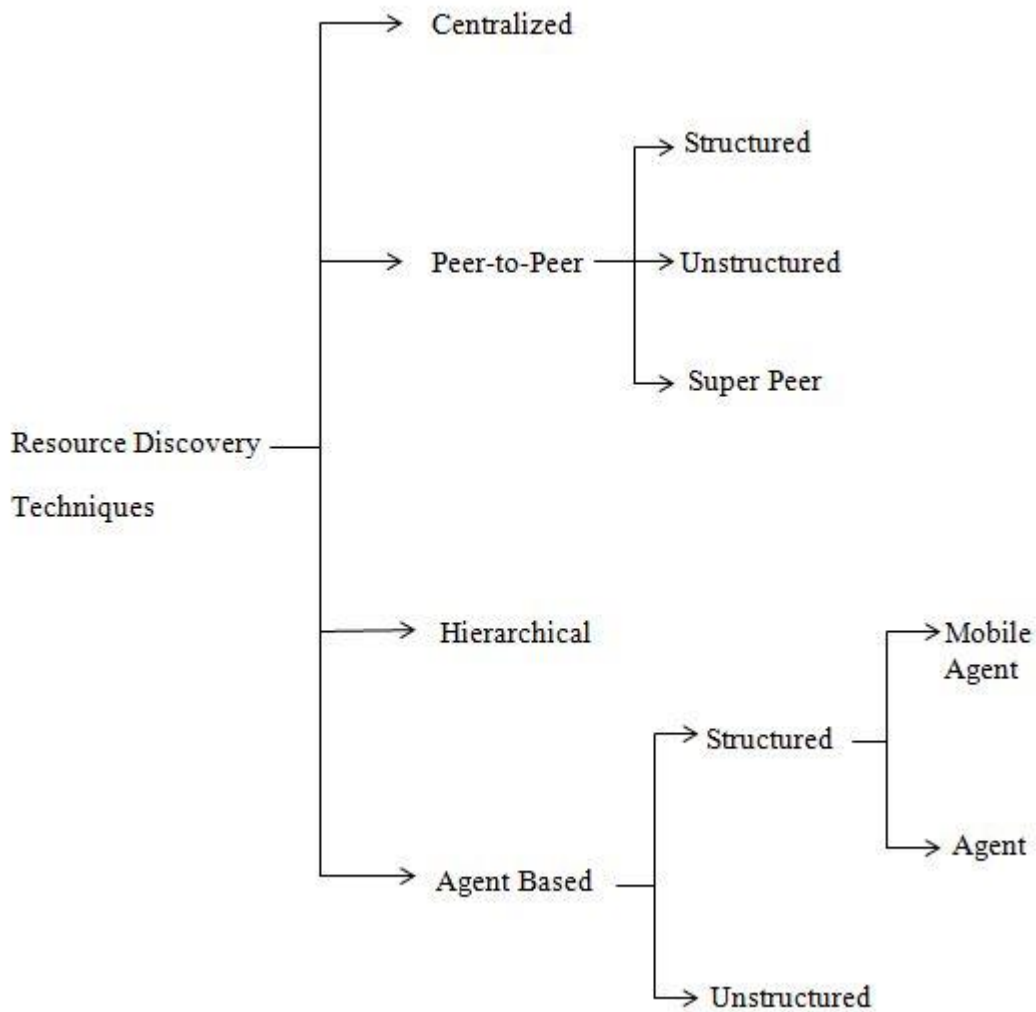 Centralized
Structured
Peer-to-Peer
Unstructured
Super Peer
Resource Discovery
Techniques
Hierarchical
Mobile
Agent
Structured
Agent
Agent Based
Unstructured